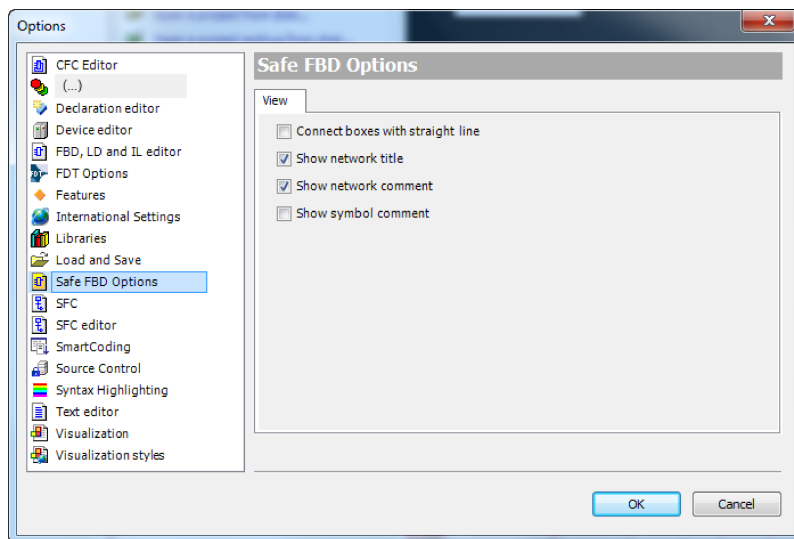 Options
CFC Editor
(...)
Declaration editor
Device editor
FBD, LD and IL editor
FDT Options
Features
International Settings
Libraries
Load and Save
Safe FBD Options
SFC
SFC editor
SmartCoding
Source Control
Syntax Highlighting
Text editor
Visualization
Visualization styles
Safe FBD Options
View
Connect boxes with straight line
Show network title
Show network comment
Show symbol comment
OK
Cancel